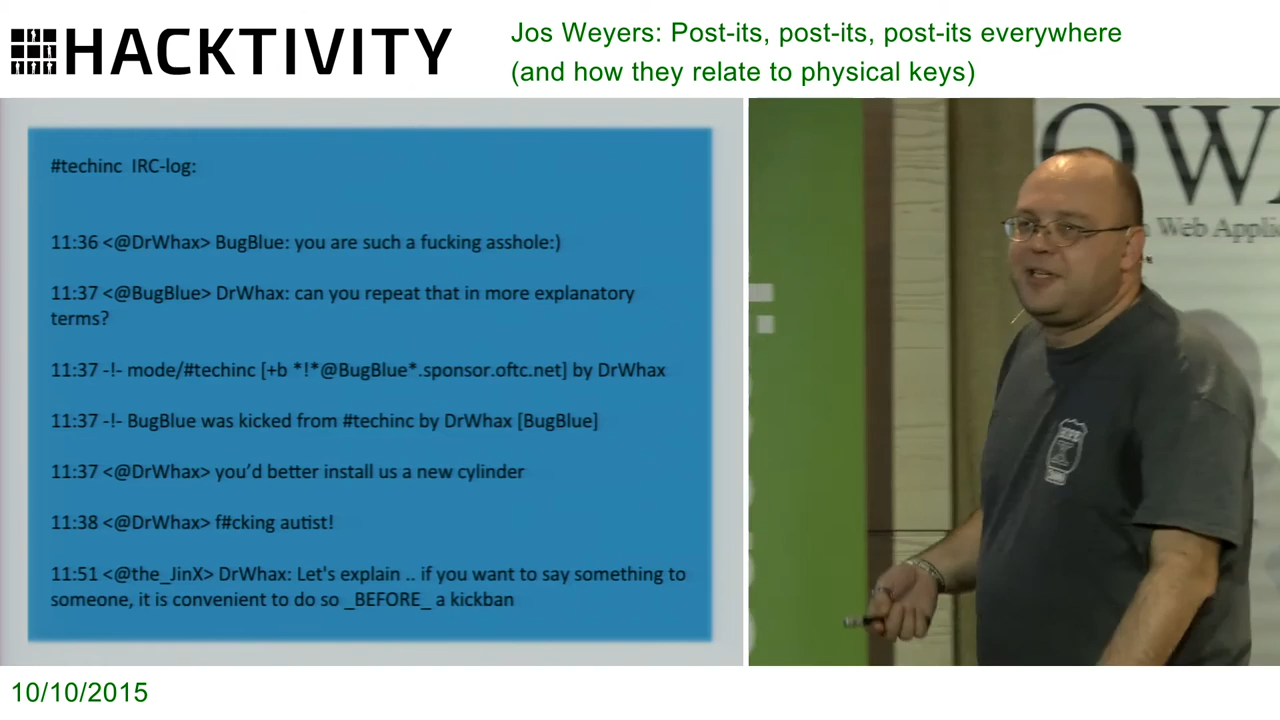 HACKTIVITY
Jos Weyers: Post-its, post-its, post-its everywhere
(and how they relate to physical keys)
#techinc IRC-log:
11:36 <@DrWhax> BugBlue: you are such a fucking asshole:)
11:37 <@BugBlue> DrWhax: can you repeat that in more explanatory
terms?
11:37 -!- mode/#techinc [+b *!*@BugBlue*.sponsor.oftc.net] by DrWhax
11:37 -!- BugBlue was kicked from #techinc by DrWhax [BugBlue]
11:37 <@DrWhax> you'd better install us a new cylinder
11:38 <@DrWhax> f#cking autist!
11:51 <@the_JinX> DrWhax: Let's explain .. if you want to say something to
someone, it is convenient to do so _BEFORE_ a kickban
OW
Web Applic
10/10/2015